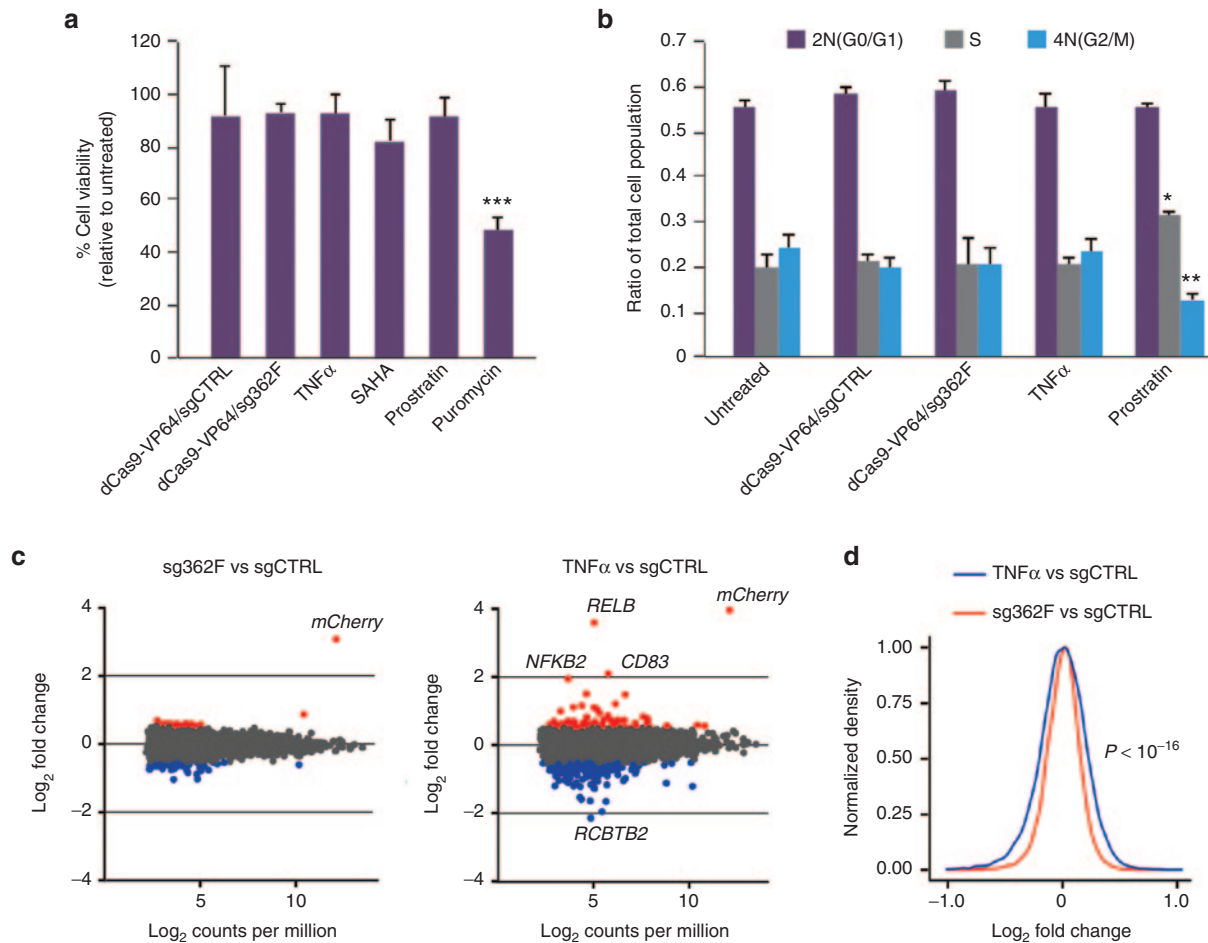 a
120
100
80
60
40
20
0
% Cell viability
(relative to untreated)
***
dCas9-VP64/sgCTRL
dCas9-VP64/sg362F
TNFα
SAHA
Prostratin
Puromycin
b
2N(G0/G1)
S
4N(G2/M)
0.7
0.6
0.5
0.4
0.3
0.2
0.1
0
Ratio of total cell population
*
**
Untreated
dCas9-VP64/sgCTRL
dCas9-VP64/sg362F
TNFα
Prostratin
c
sg362F vs sgCTRL
mCherry
4
2
0
−2
−4
Log₂ fold change
5
10
Log₂ counts per million
TNFα vs sgCTRL
RELB
mCherry
NFKB2
CD83
RCBTB2
4
2
0
−2
−4
Log₂ fold change
5
10
Log₂ counts per million
d
TNFα vs sgCTRL
sg362F vs sgCTRL
1.00
0.75
0.50
0.25
0.00
Normalized density
P < 10⁻¹⁶
−1.0
0
1.0
Log₂ fold change